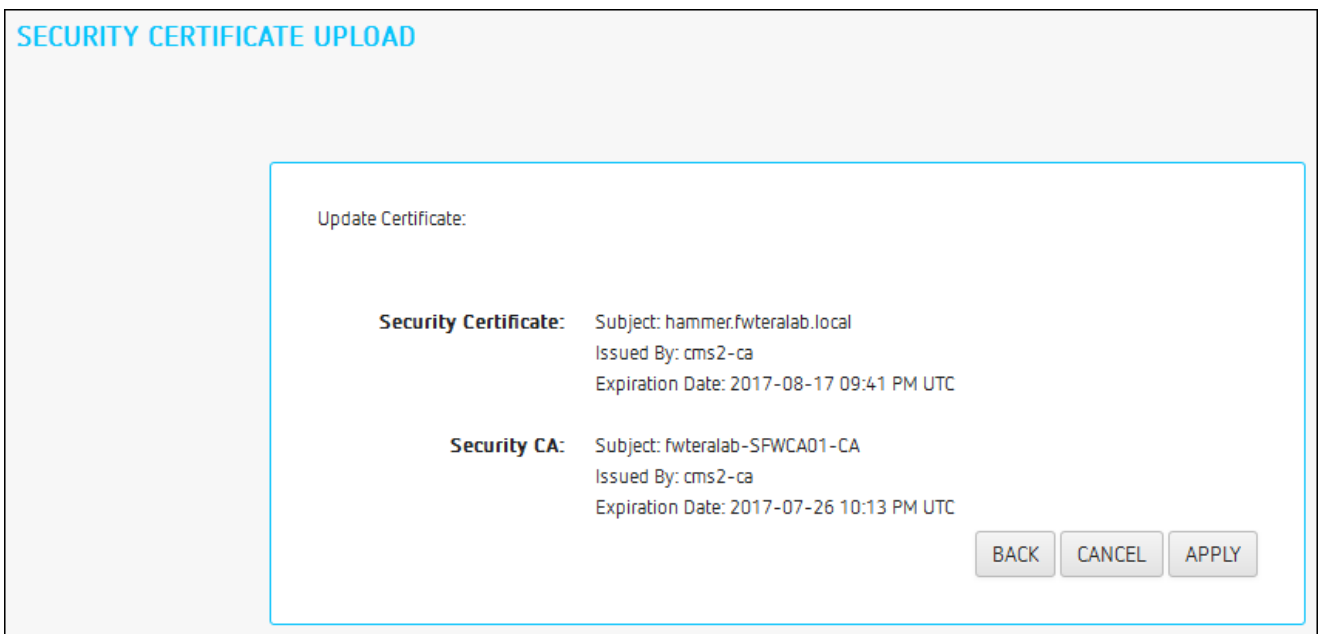 SECURITY CERTIFICATE UPLOAD
Update Certificate:
Security Certificate: Subject: hammer.fwteralab.local
Issued By: cms2-ca
Expiration Date: 2017-08-17 09:41 PM UTC
Security CA: Subject: fwteralab-SFWCA01-CA
Issued By: cms2-ca
Expiration Date: 2017-07-26 10:13 PM UTC
BACK CANCEL APPLY